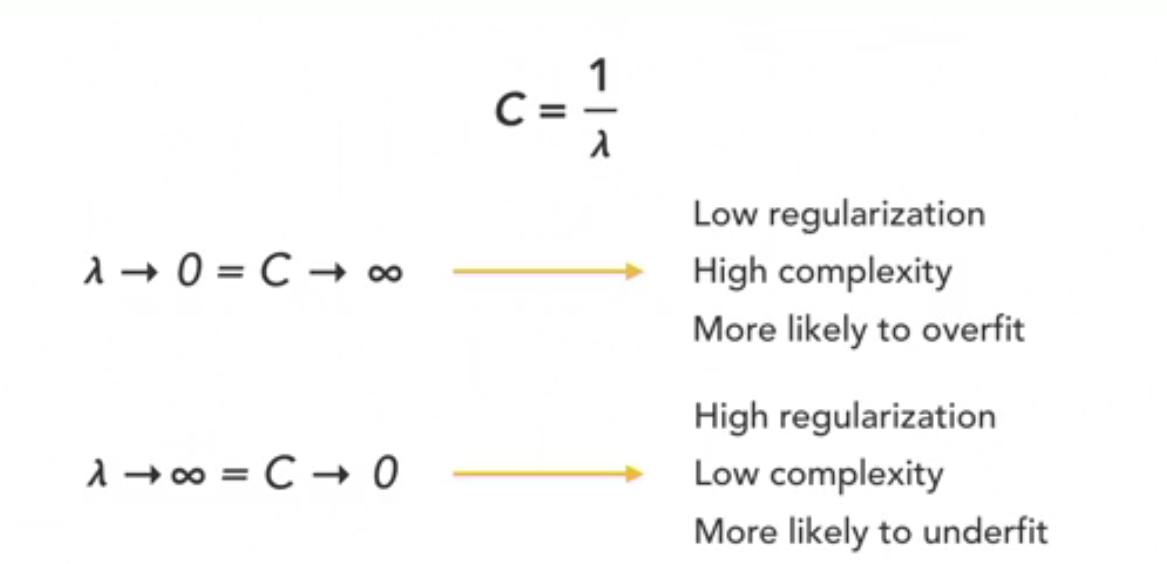 C = 1/λ
Low regularization
λ → 0 = C → ∞
High complexity
More likely to overfit
High regularization
λ → ∞ = C → 0
Low complexity
More likely to underfit